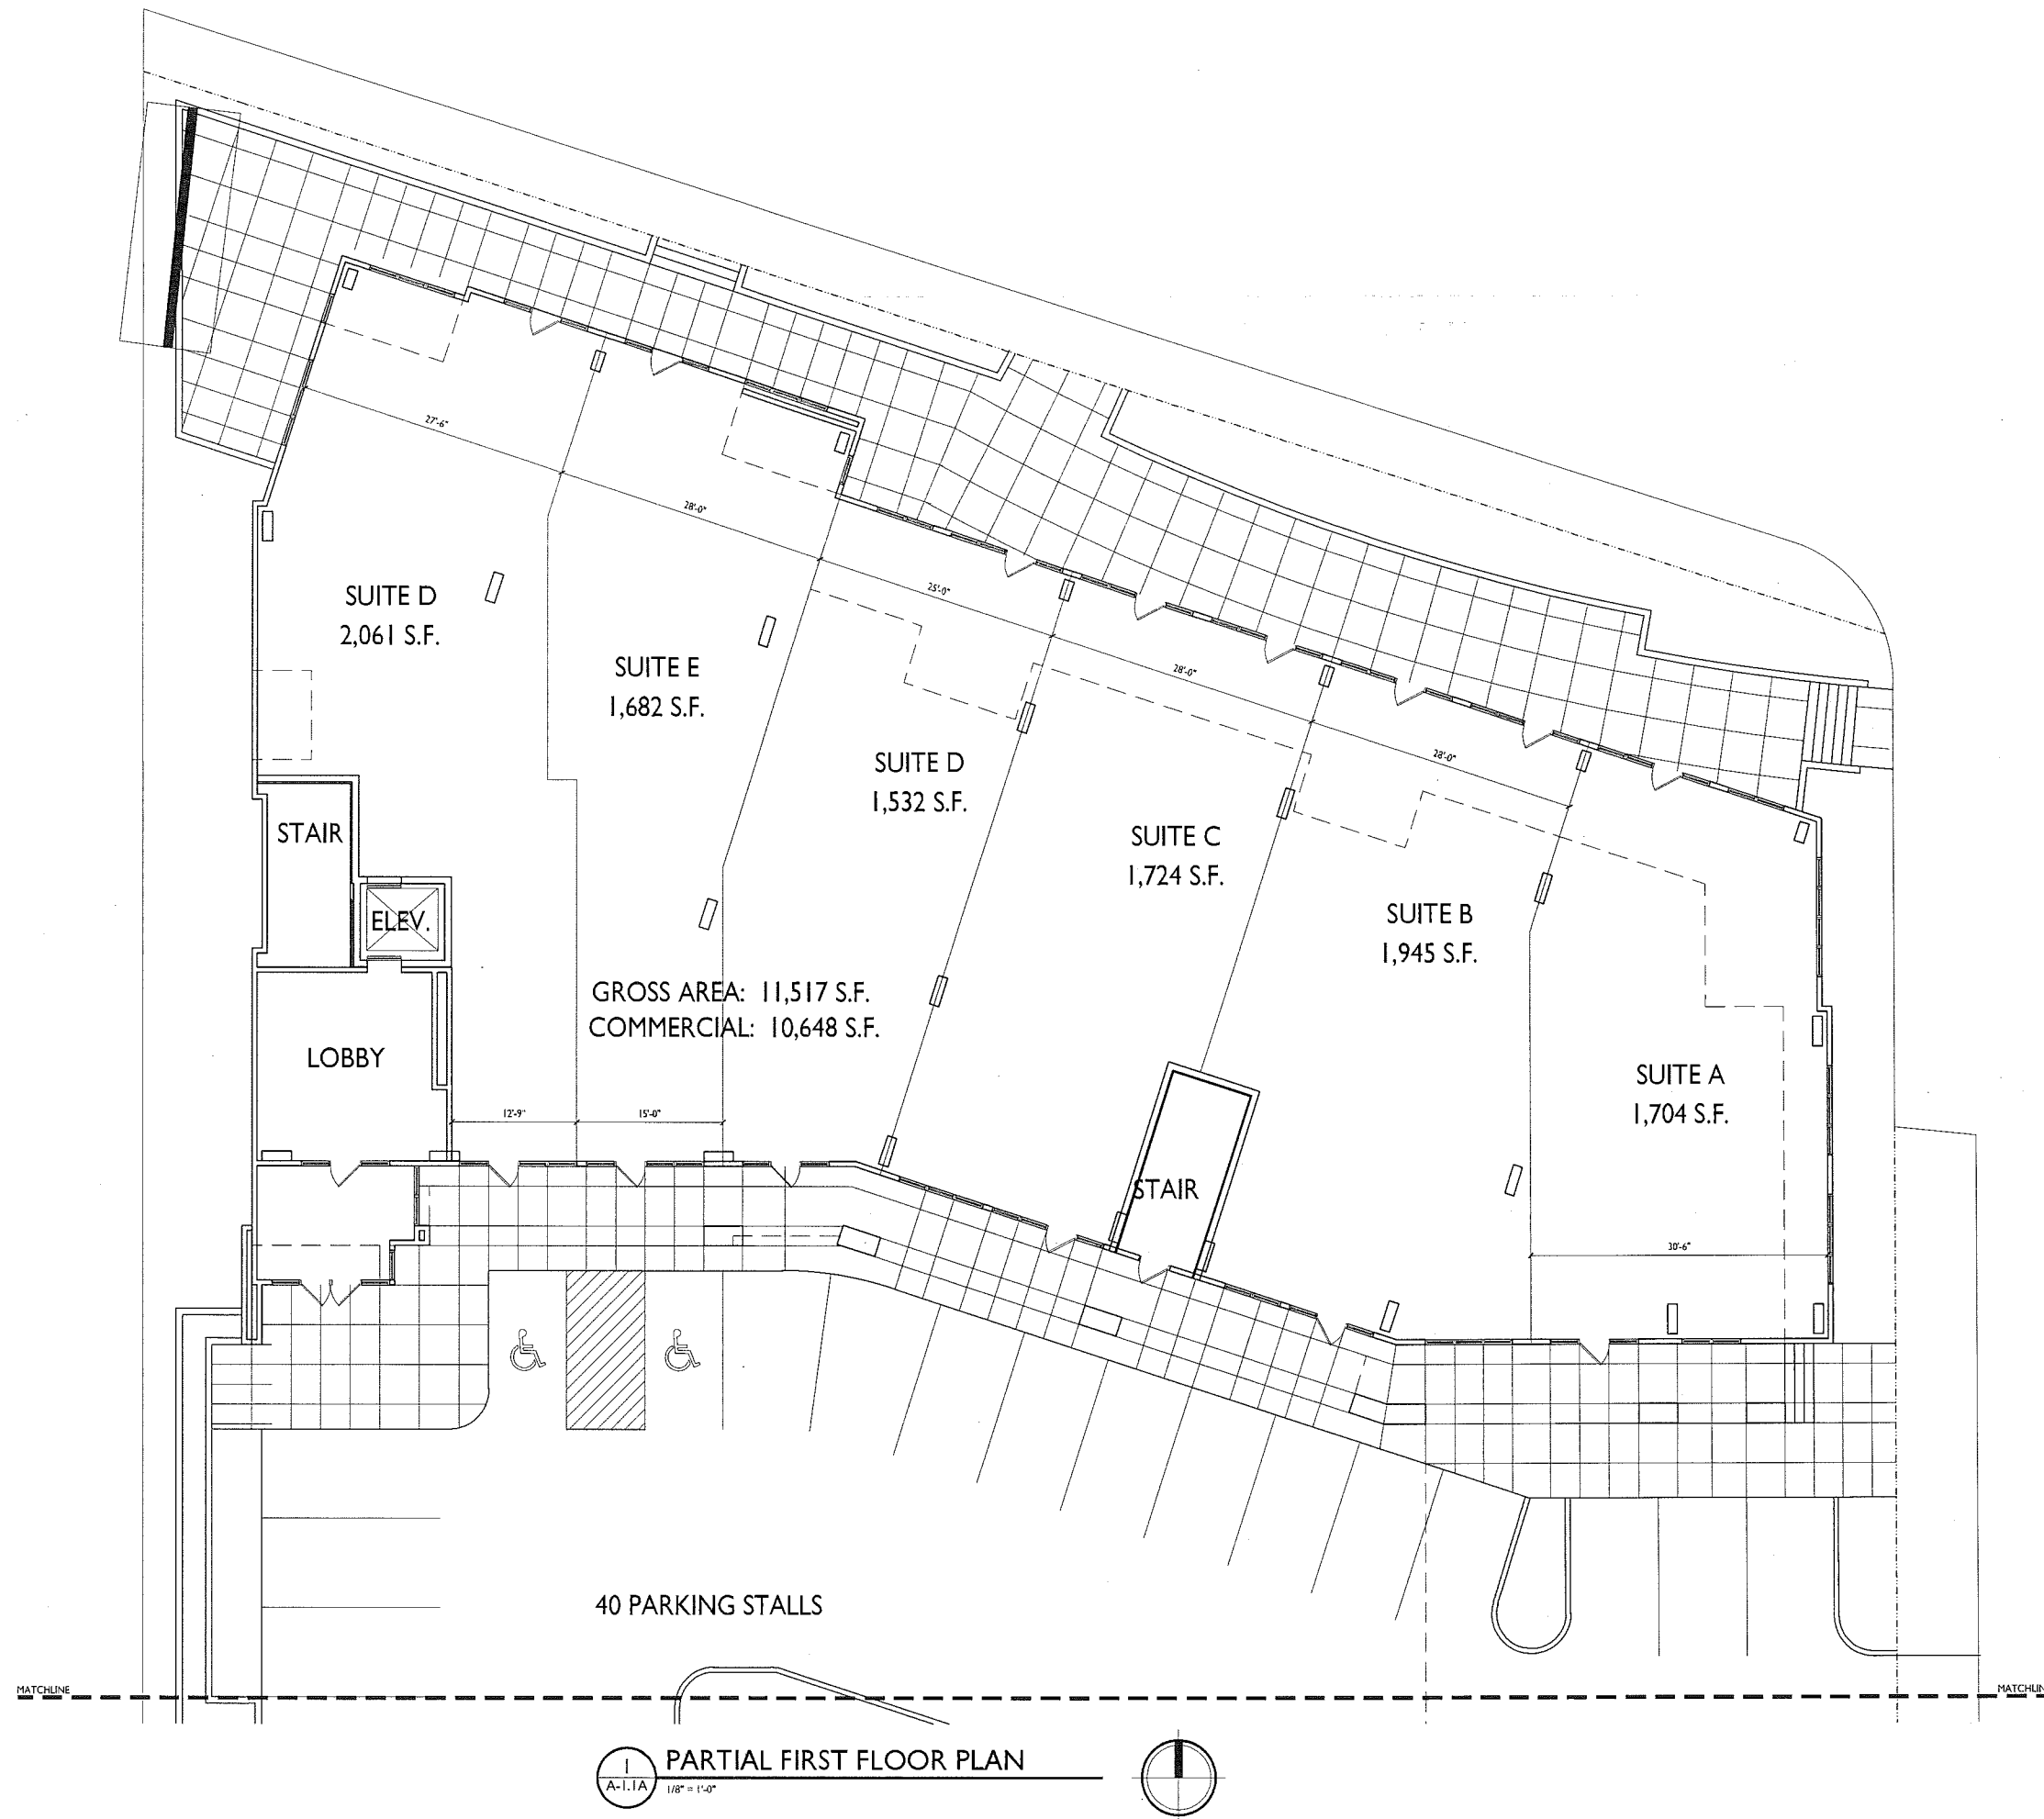 27'-6"
28'-0"
25'-0"
28'-0"
28'-0"
SUITE D
2,061 S.F.
SUITE E
1,682 S.F.
SUITE D
1,532 S.F.
SUITE C
1,724 S.F.
SUITE B
1,945 S.F.
SUITE A
1,704 S.F.
STAIR
ELEV.
LOBBY
GROSS AREA: 11,517 S.F.
COMMERCIAL: 10,648 S.F.
12'-9"
15'-0"
STAIR
30'-6"
40 PARKING STALLS
MATCHLINE
MATCHLIN
1
A-1.1A
PARTIAL FIRST FLOOR PLAN
1/8" = 1'-0"